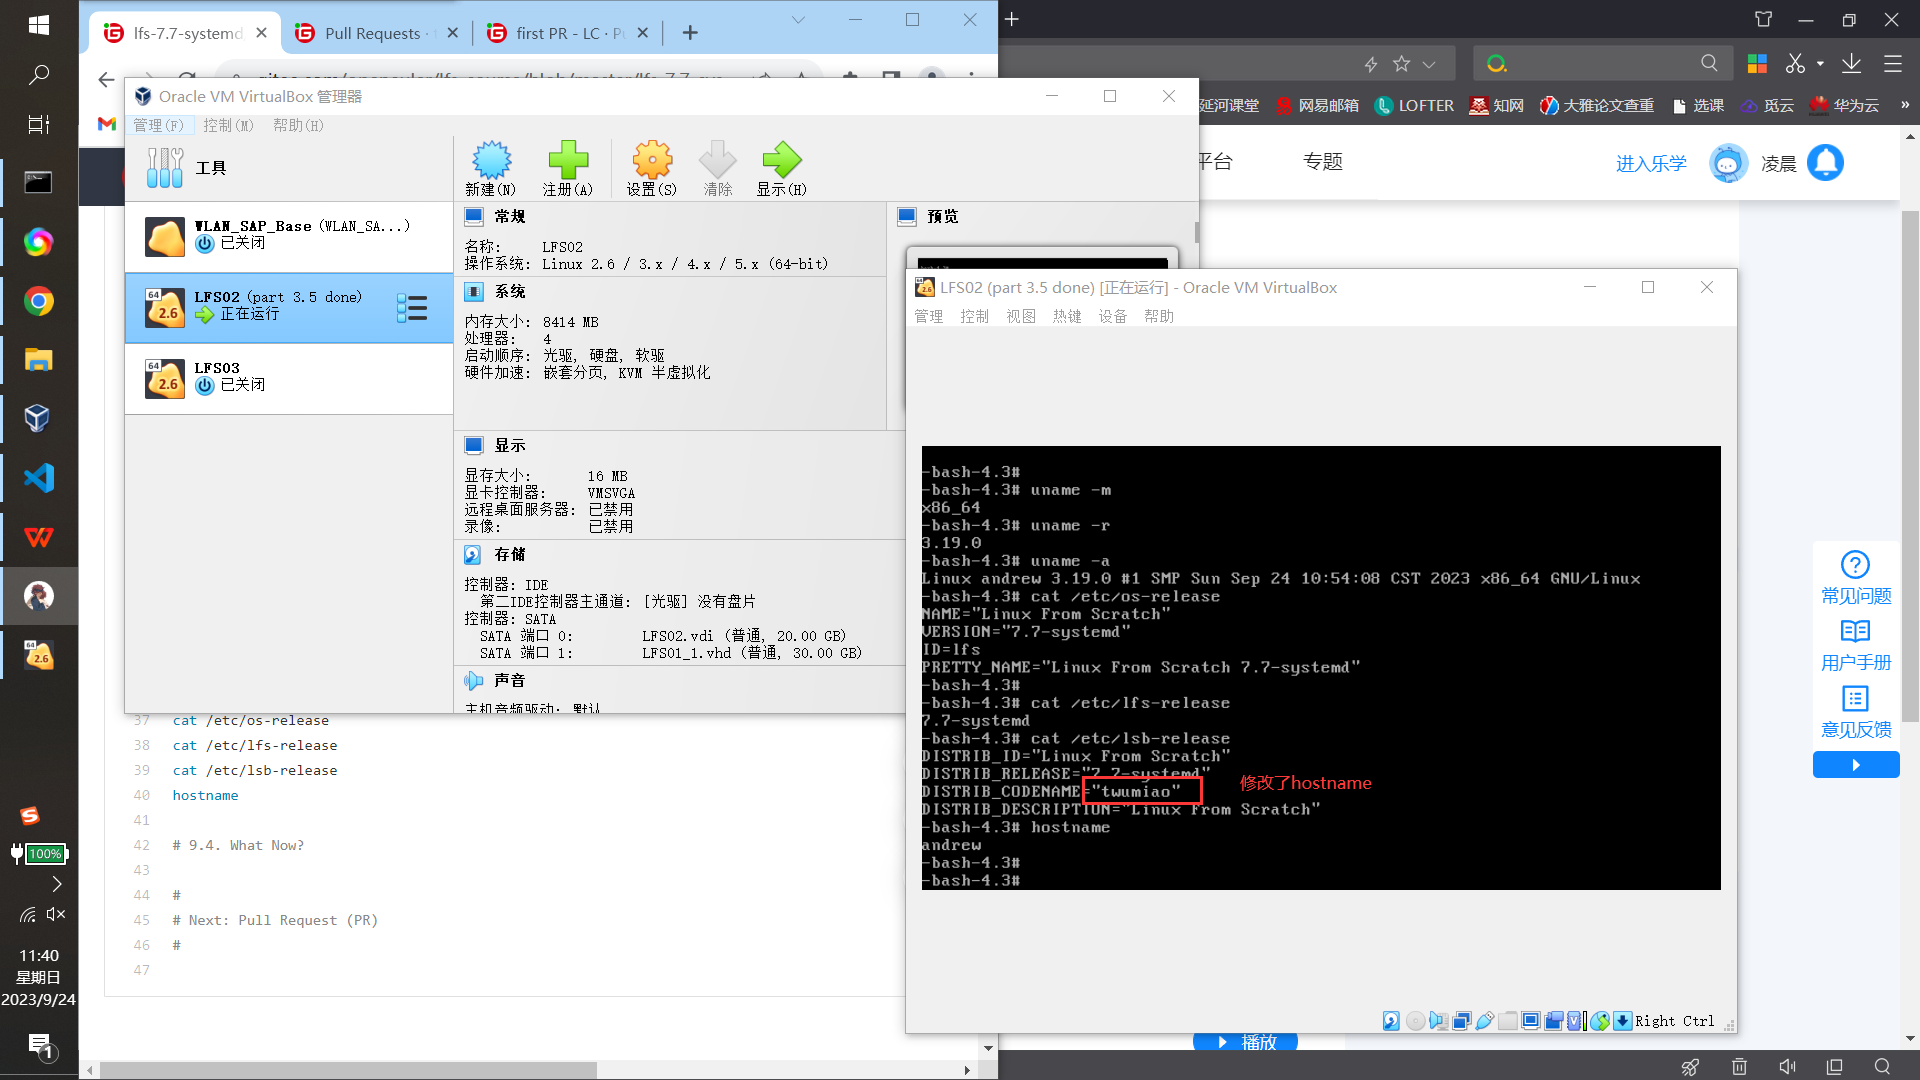 lfs-7.7-systemd
Pull Requests ·
first PR - LC · Pu
Oracle VM VirtualBox 管理器
管理(F) 控制(M) 帮助(H)
工具
新建(N)
注册(A)
设置(S)
清除
显示(H)
WLAN_SAP_Base (WLAN_SA...)
已关闭
LFS02 (part 3.5 done)
正在运行
LFS03
已关闭
常规
名称: LFS02
操作系统: Linux 2.6 / 3.x / 4.x / 5.x (64-bit)
系统
内存大小: 8414 MB
处理器: 4
启动顺序: 光驱, 硬盘, 软驱
硬件加速: 嵌套分页, KVM 半虚拟化
预览
显示
显存大小: 16 MB
显卡控制器: VMSVGA
远程桌面服务器: 已禁用
录像: 已禁用
存储
控制器: IDE
第二IDE控制器主通道: [光驱] 没有盘片
控制器: SATA
SATA 端口 0: LFS02.vdi (普通, 20.00 GB)
SATA 端口 1: LFS01_1.vhd (普通, 30.00 GB)
声音
主机音频驱动: 默认
37 cat /etc/os-release
38 cat /etc/lfs-release
39 cat /etc/lsb-release
40 hostname
41
42 # 9.4. What Now?
43
44 #
45 # Next: Pull Request (PR)
46 #
47
延河课堂 网易邮箱 LOFTER 知网 大雅论文查重 选课 觅云 华为云 »
平台 专题 进入乐学 凌晨
LFS02 (part 3.5 done) [正在运行] - Oracle VM VirtualBox
管理 控制 视图 热键 设备 帮助
-bash-4.3#
-bash-4.3# uname -m
x86_64
-bash-4.3# uname -r
3.19.0
-bash-4.3# uname -a
Linux andrew 3.19.0 #1 SMP Sun Sep 24 10:54:08 CST 2023 x86_64 GNU/Linux
-bash-4.3# cat /etc/os-release
NAME="Linux From Scratch"
VERSION="7.7-systemd"
ID=lfs
PRETTY_NAME="Linux From Scratch 7.7-systemd"
-bash-4.3#
-bash-4.3# cat /etc/lfs-release
7.7-systemd
-bash-4.3# cat /etc/lsb-release
DISTRIB_ID="Linux From Scratch"
DISTRIB_RELEASE="7.7-systemd"
DISTRIB_CODENAME="twumiao"
修改了hostname
DISTRIB_DESCRIPTION="Linux From Scratch"
-bash-4.3# hostname
andrew
-bash-4.3#
-bash-4.3#
Right Ctrl
常见问题
用户手册
意见反馈
播放
100%
11:40
星期日
2023/9/24
1